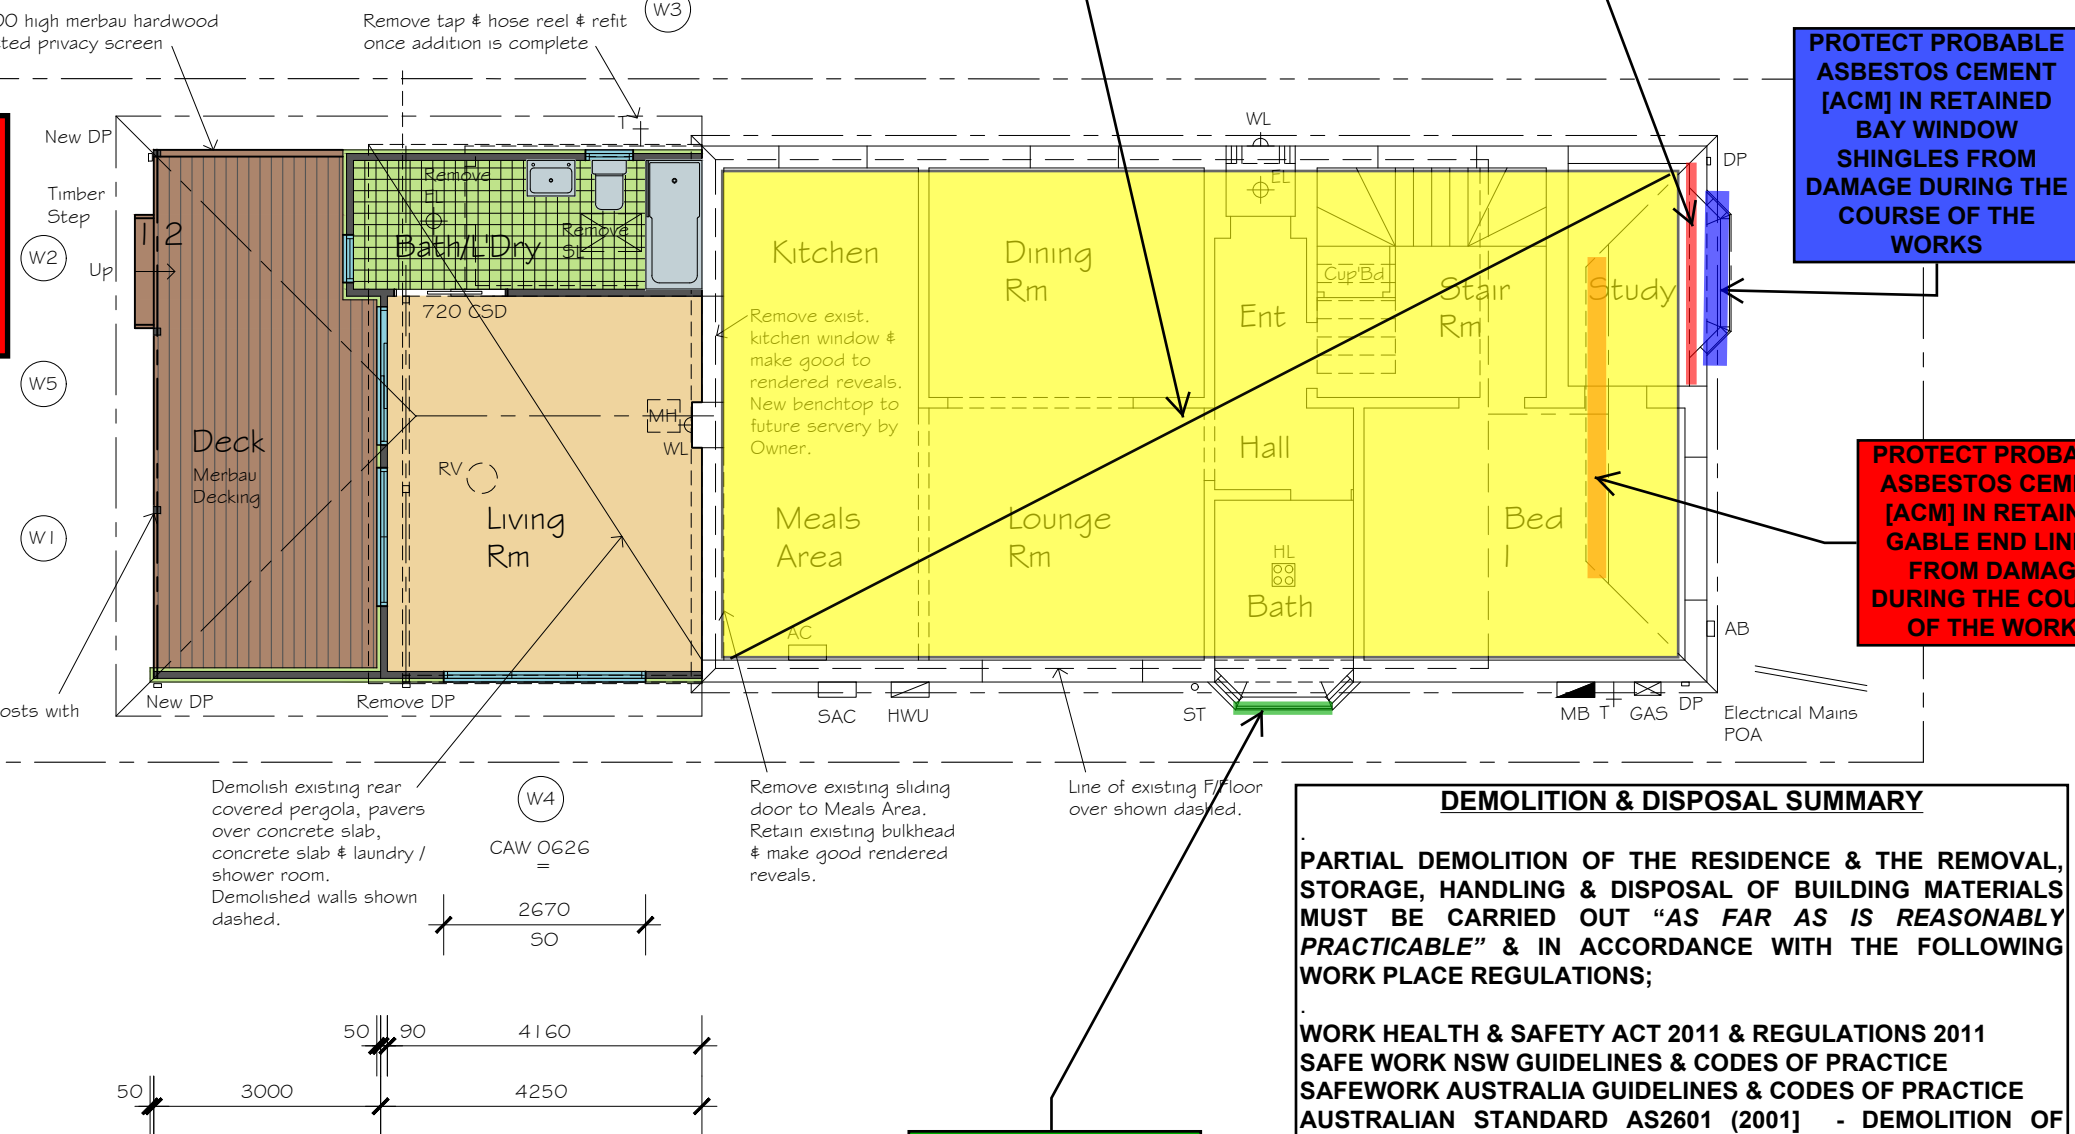 00 high merbau hardwood
ted privacy screen
Remove tap & hose reel & refit
once addition is complete
W3
PROTECT PROBABLE
ASBESTOS CEMENT
[ACM] IN RETAINED
BAY WINDOW
SHINGLES FROM
DAMAGE DURING THE
COURSE OF THE
WORKS
New DP
T
WL
DP
Timber
Step
1 2
Up
W2
W5
W1
Remove
EL
Bath/L'Dry
Remove
SL
720 CSD
Kitchen
Dining
Rm
EL
Ent
Cup'Bd
Stair
Rm
Study
Remove exist.
kitchen window &
make good to
rendered reveals.
New benchtop to
future servery by
Owner.
MH
WL
RV
Deck
Merbau
Decking
Living
Rm
Meals
Area
Lounge
Rm
Hall
HL
Bath
Bed
1
AC
PROTECT PROBA
ASBESTOS CEM
[ACM] IN RETAIN
GABLE END LIN
FROM DAMAG
DURING THE COU
OF THE WORK
AB
osts with
New DP
Remove DP
SAC
HWU
ST
MB
T
GAS
DP
Electrical Mains
POA
Demolish existing rear
covered pergola, pavers
over concrete slab,
concrete slab & laundry /
shower room.
Demolished walls shown
dashed.
W4
CAW 0626
=
2670
SO
Remove existing sliding
door to Meals Area.
Retain existing bulkhead
& make good rendered
reveals.
Line of existing F/Floor
over shown dashed.
DEMOLITION & DISPOSAL SUMMARY
.
PARTIAL DEMOLITION OF THE RESIDENCE & THE REMOVAL,
STORAGE, HANDLING & DISPOSAL OF BUILDING MATERIALS
MUST BE CARRIED OUT “AS FAR AS IS REASONABLY
PRACTICABLE” & IN ACCORDANCE WITH THE FOLLOWING
WORK PLACE REGULATIONS;
.
WORK HEALTH & SAFETY ACT 2011 & REGULATIONS 2011
SAFE WORK NSW GUIDELINES & CODES OF PRACTICE
SAFEWORK AUSTRALIA GUIDELINES & CODES OF PRACTICE
AUSTRALIAN STANDARD AS2601 (2001] - DEMOLITION OF
50 90 4160
50 3000 4250